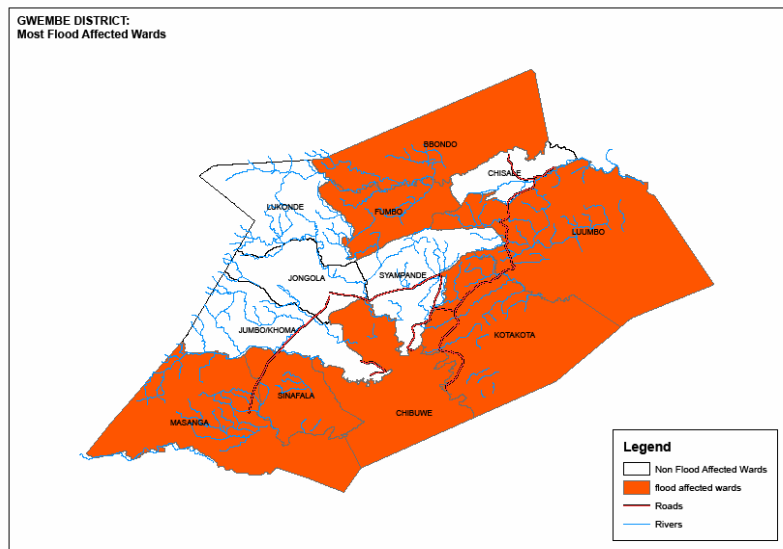 GWEMBE DISTRICT:
Most Flood Affected Wards
BBONDO
CHISALE
LUKONDE
FUMBO
LUUMBO
JONGOLA
SYAMPANDE
JUMBO/KHOMA
KOTAKOTA
SINAFALA
MASANGA
CHIBUWE
Legend
Non Flood Affected Wards
flood affected wards
Roads
Rivers